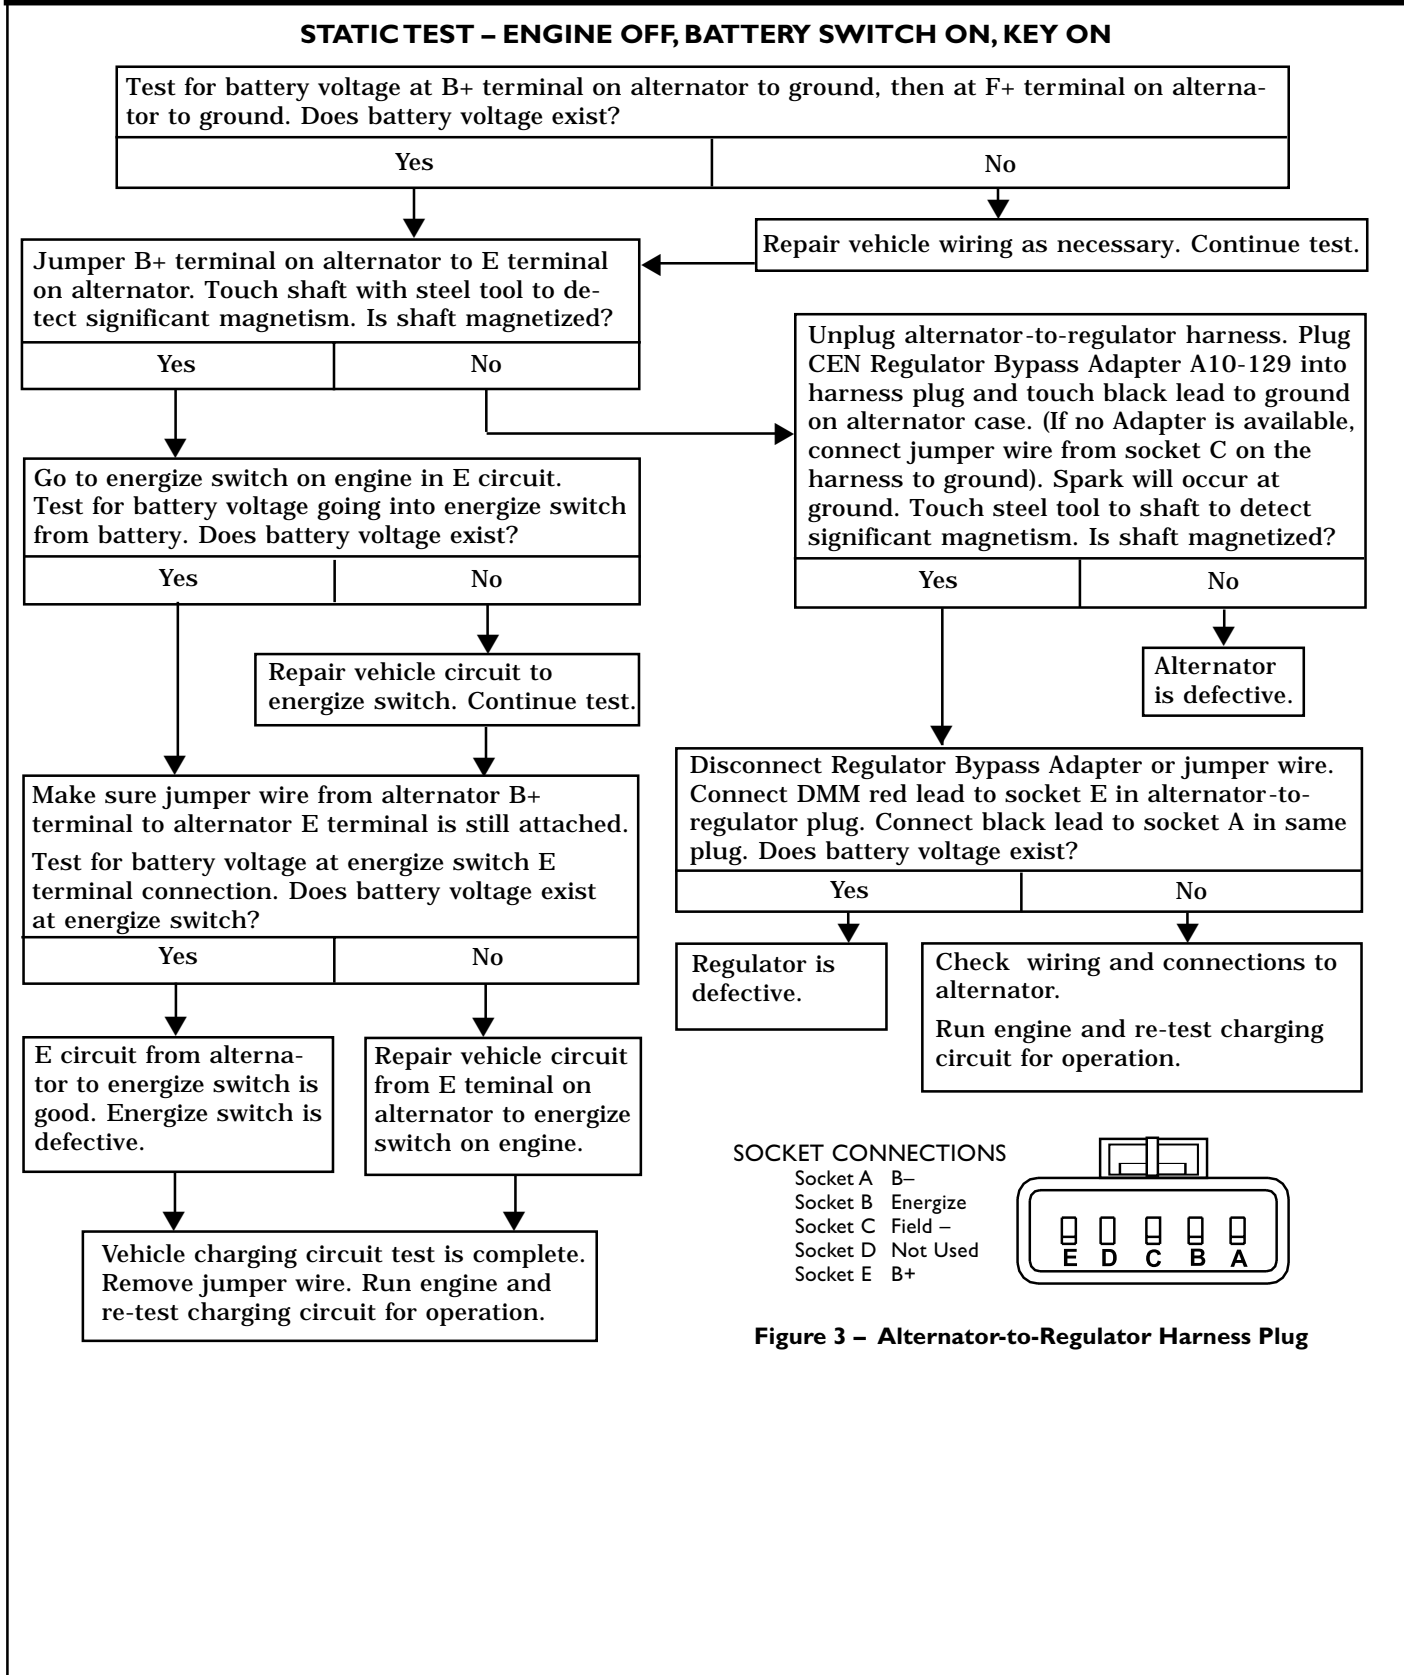 STATIC TEST – ENGINE OFF, BATTERY SWITCH ON, KEY ON
Test for battery voltage at B+ terminal on alternator to ground, then at F+ terminal on alterna-
tor to ground. Does battery voltage exist?
Yes
No
Repair vehicle wiring as necessary. Continue test.
Jumper B+ terminal on alternator to E terminal
on alternator. Touch shaft with steel tool to de-
tect significant magnetism. Is shaft magnetized?
Yes
No
Unplug alternator-to-regulator harness. Plug
CEN Regulator Bypass Adapter A10-129 into
harness plug and touch black lead to ground
on alternator case. (If no Adapter is available,
connect jumper wire from socket C on the
harness to ground). Spark will occur at
ground. Touch steel tool to shaft to detect
significant magnetism. Is shaft magnetized?
Yes
No
Go to energize switch on engine in E circuit.
Test for battery voltage going into energize switch
from battery. Does battery voltage exist?
Yes
No
Repair vehicle circuit to
energize switch. Continue test.
Alternator
is defective.
Make sure jumper wire from alternator B+
terminal to alternator E terminal is still attached.
Test for battery voltage at energize switch E
terminal connection. Does battery voltage exist
at energize switch?
Yes
No
Disconnect Regulator Bypass Adapter or jumper wire.
Connect DMM red lead to socket E in alternator-to-
regulator plug. Connect black lead to socket A in same
plug. Does battery voltage exist?
Yes
No
Regulator is
defective.
Check wiring and connections to
alternator.
Run engine and re-test charging
circuit for operation.
E circuit from alterna-
tor to energize switch is
good. Energize switch is
defective.
Repair vehicle circuit
from E teminal on
alternator to energize
switch on engine.
Vehicle charging circuit test is complete.
Remove jumper wire. Run engine and
re-test charging circuit for operation.
SOCKET CONNECTIONS
Socket A B–
Socket B Energize
Socket C Field –
Socket D Not Used
Socket E B+
E D C B A
Figure 3 – Alternator-to-Regulator Harness Plug